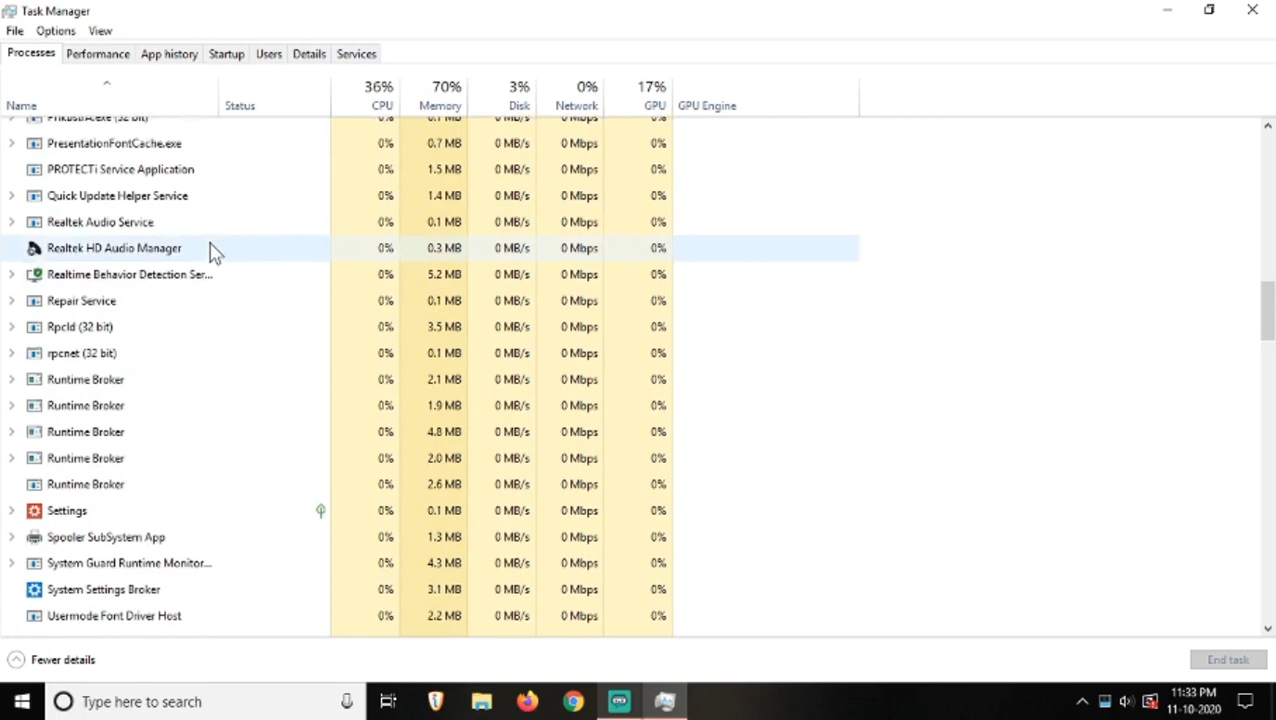 Task Manager
File Options View
Processes Performance App history Startup Users Details Services
36% 70% 3% 0% 17%
Name Status CPU Memory Disk Network GPU GPU Engine
PresentationFontCache.exe 0% 0.7 MB 0 MB/s 0 Mbps 0%
PROTECTi Service Application 0% 1.5 MB 0 MB/s 0 Mbps 0%
Quick Update Helper Service 0% 1.4 MB 0 MB/s 0 Mbps 0%
Realtek Audio Service 0% 0.1 MB 0 MB/s 0 Mbps 0%
Realtek HD Audio Manager 0% 0.3 MB 0 MB/s 0 Mbps 0%
Realtime Behavior Detection Ser... 0% 5.2 MB 0 MB/s 0 Mbps 0%
Repair Service 0% 0.1 MB 0 MB/s 0 Mbps 0%
Rpcld (32 bit) 0% 3.5 MB 0 MB/s 0 Mbps 0%
rpcnet (32 bit) 0% 0.1 MB 0 MB/s 0 Mbps 0%
Runtime Broker 0% 2.1 MB 0 MB/s 0 Mbps 0%
Runtime Broker 0% 1.9 MB 0 MB/s 0 Mbps 0%
Runtime Broker 0% 4.8 MB 0 MB/s 0 Mbps 0%
Runtime Broker 0% 2.0 MB 0 MB/s 0 Mbps 0%
Runtime Broker 0% 2.6 MB 0 MB/s 0 Mbps 0%
Settings 0% 0.1 MB 0 MB/s 0 Mbps 0%
Spooler SubSystem App 0% 1.3 MB 0 MB/s 0 Mbps 0%
System Guard Runtime Monitor... 0% 4.3 MB 0 MB/s 0 Mbps 0%
System Settings Broker 0% 3.1 MB 0 MB/s 0 Mbps 0%
Usermode Font Driver Host 0% 2.2 MB 0 MB/s 0 Mbps 0%
Fewer details End task
Type here to search
11:33 PM
11-10-2020